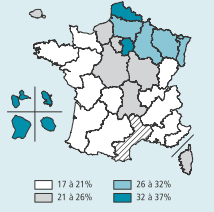 17 à 21%
26 à 32%
21 à 26%
32 à 37%